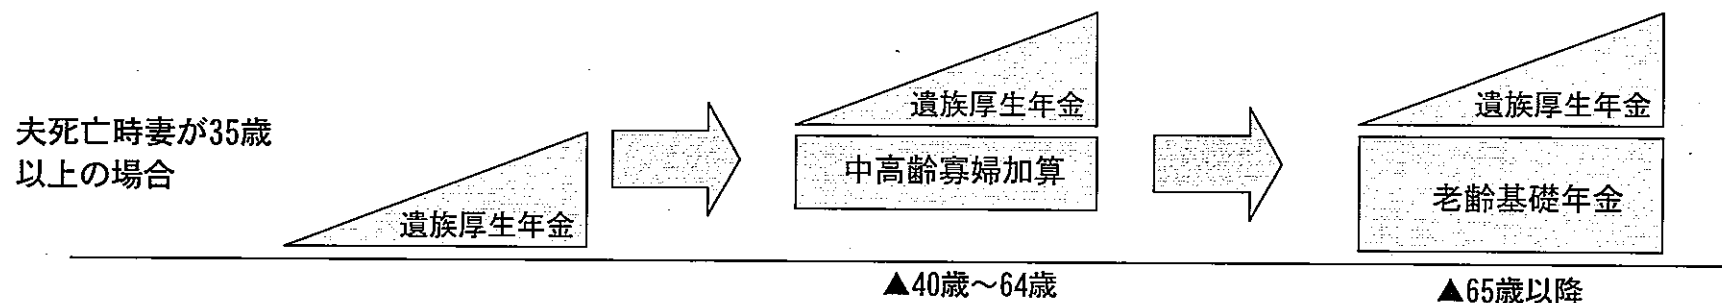 夫死亡時妻が35歳
以上の場合
遺族厚生年金
遺族厚生年金
中高齢寡婦加算
遺族厚生年金
老齢基礎年金
▲40歳～64歳
▲65歳以降